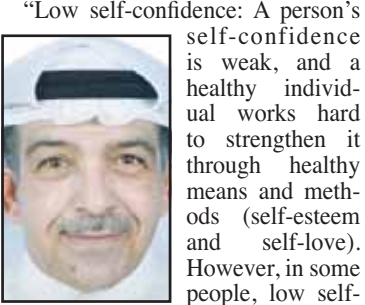 “Low self-confidence: A person’s
self-confidence
is weak, and a
healthy individ-
ual works hard
to strengthen it
through healthy
means and meth-
ods (self-esteem
and self-love).
However, in some
people, low self-